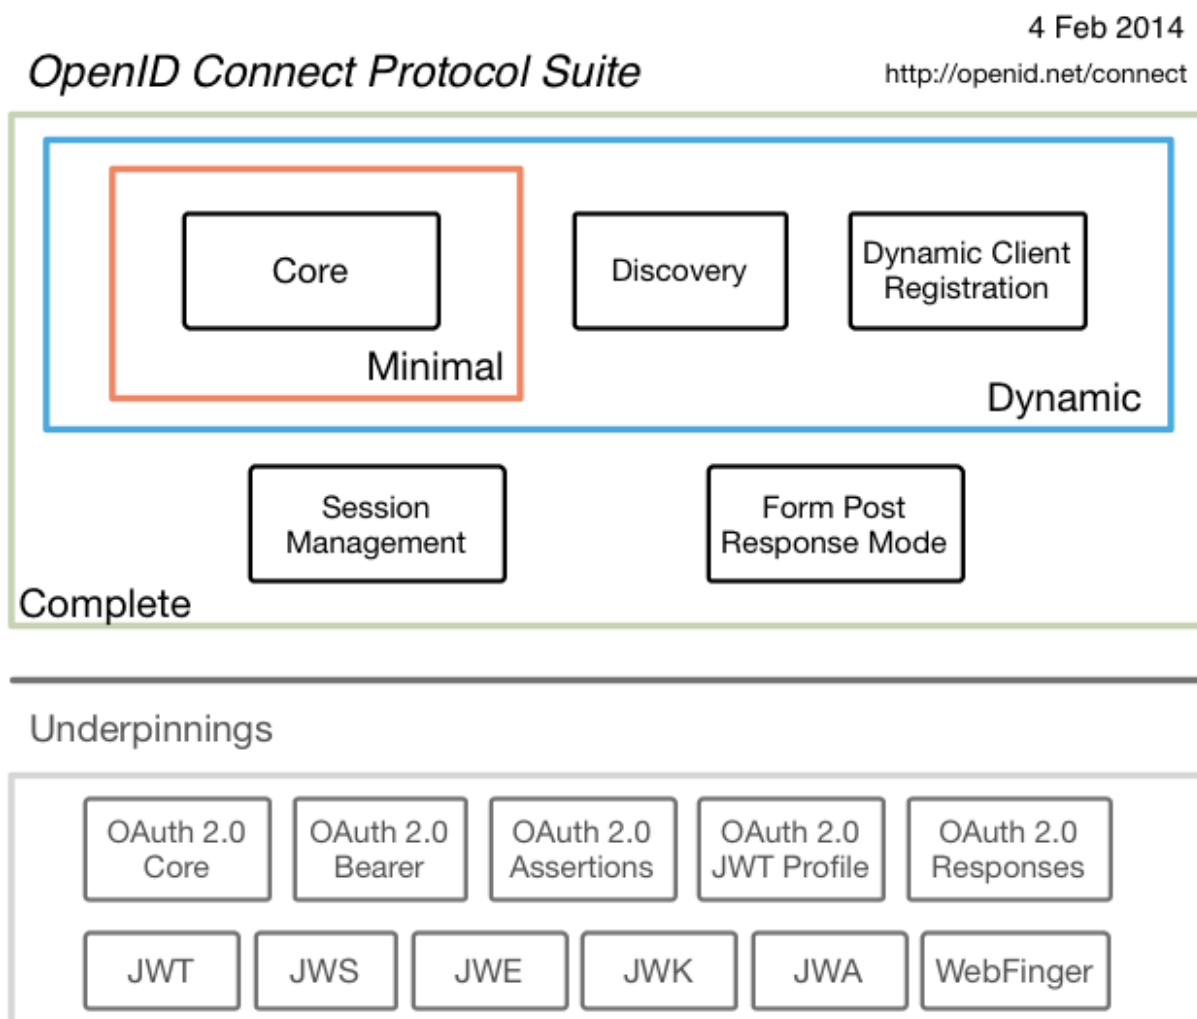 4 Feb 2014
OpenID Connect Protocol Suite
http://openid.net/connect
Core
Discovery
Dynamic Client
Registration
Minimal
Dynamic
Session
Management
Form Post
Response Mode
Complete
Underpinnings
OAuth 2.0
Core
OAuth 2.0
Bearer
OAuth 2.0
Assertions
OAuth 2.0
JWT Profile
OAuth 2.0
Responses
JWT
JWS
JWE
JWK
JWA
WebFinger